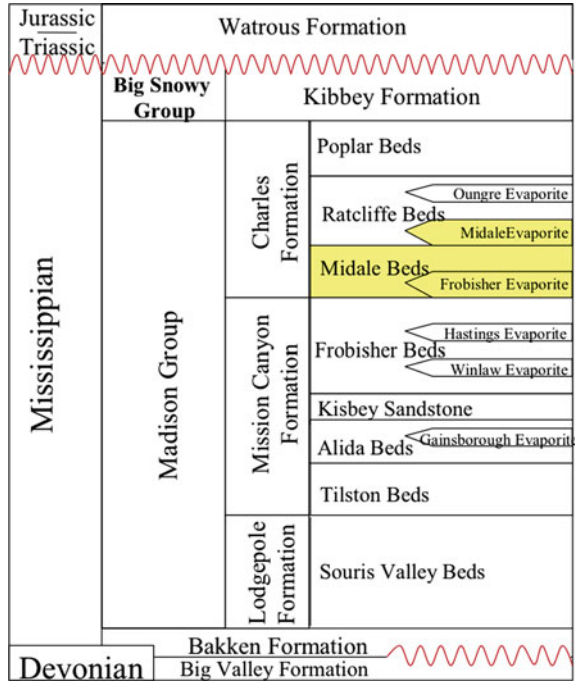 Jurassic
Triassic
Watrous Formation
Big Snowy
Group
Kibbey Formation
Mississippian
Madison Group
Charles
Formation
Poplar Beds
Oungre Evaporite
Ratcliffe Beds
MidaleEvaporite
Midale Beds
Frobisher Evaporite
Mission Canyon
Formation
Hastings Evaporite
Frobisher Beds
Winlaw Evaporite
Kisbey Sandstone
Gainsborough Evaporite
Alida Beds
Tilston Beds
Lodgepole
Formation
Souris Valley Beds
Bakken Formation
Devonian
Big Valley Formation